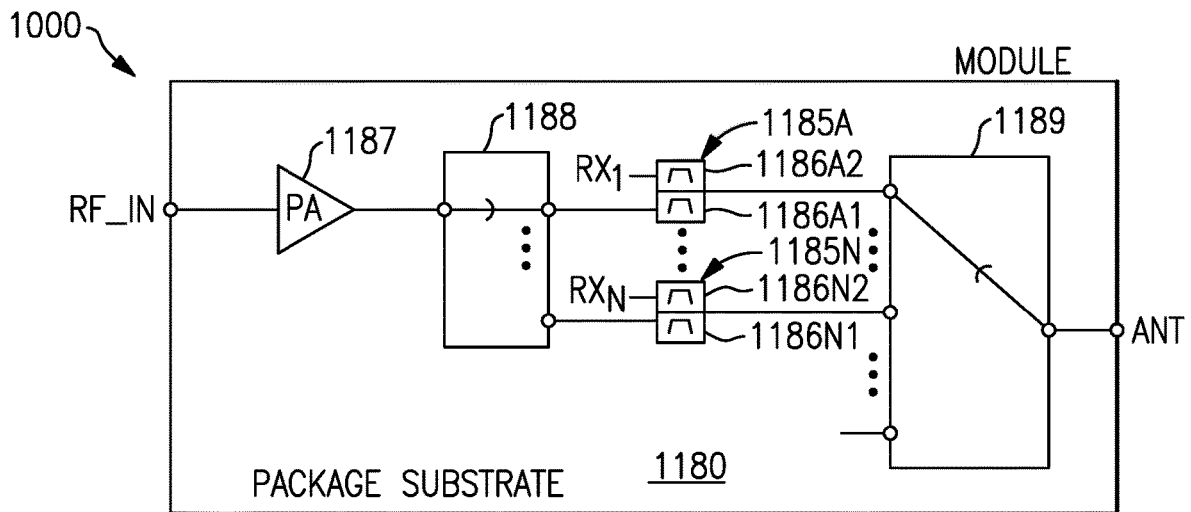 1000
MODULE
1187
1188
1185A
1189
RX1
1186A2
RF_IN
PA
1186A1
1185N
RXN
1186N2
1186N1
ANT
1180
PACKAGE SUBSTRATE